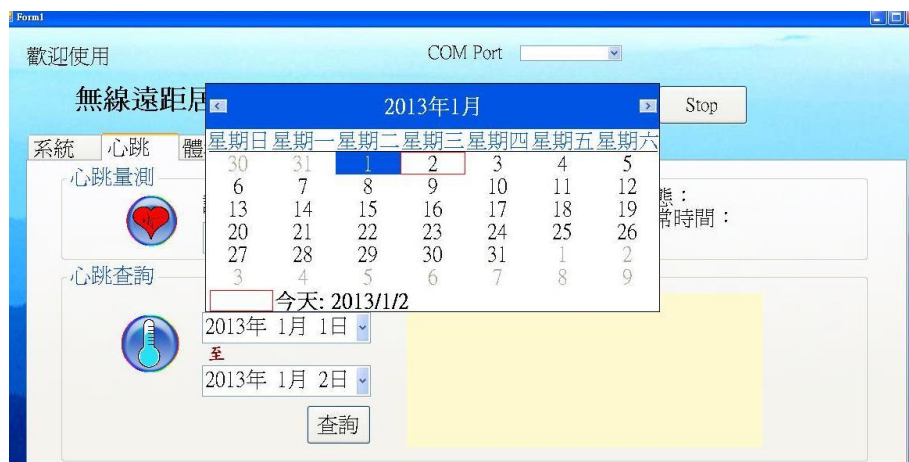 Form1
歡迎使用
COM Port
無線遠距居
Stop
系統 心跳 體
心跳量測
2013年1月
星期日 星期一 星期二 星期三 星期四 星期五 星期六
30 31 1 2 3 4 5
6 7 8 9 10 11 12
13 14 15 16 17 18 19
20 21 22 23 24 25 26
27 28 29 30 31 1 2
3 4 5 6 7 8 9
今天: 2013/1/2
態：
常時間：
心跳查詢
2013年 1月 1日
至
2013年 1月 2日
查詢